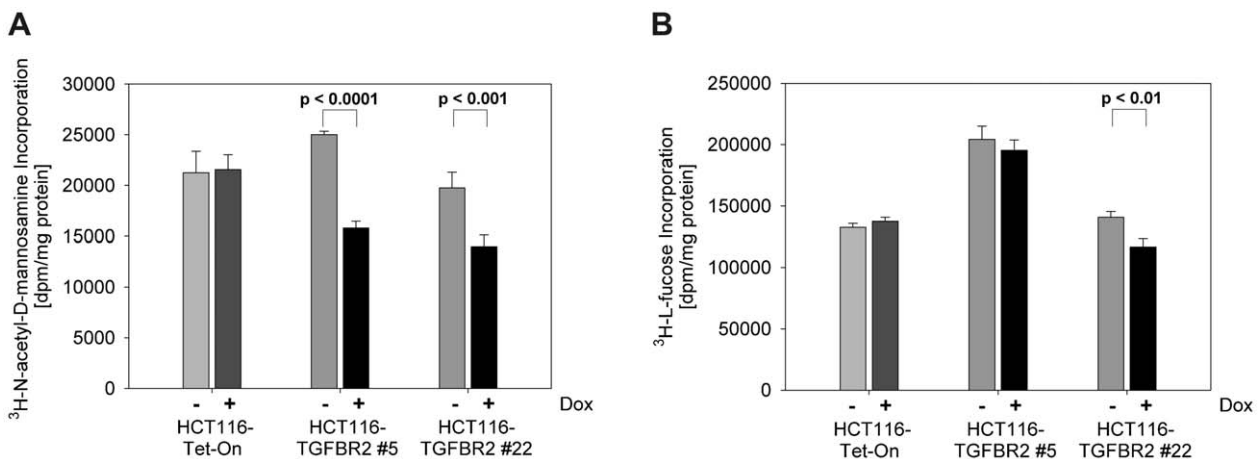 A
³H-N-acetyl-D-mannosamine Incorporation
[dpm/mg protein]
30000
25000
20000
15000
10000
5000
0
p < 0.0001
p < 0.001
- + - + - + Dox
HCT116-
Tet-On
HCT116-
TGFBR2 #5
HCT116-
TGFBR2 #22
B
³H-L-fucose Incorporation
[dpm/mg protein]
250000
200000
150000
100000
50000
0
p < 0.01
- + - + - + Dox
HCT116-
Tet-On
HCT116-
TGFBR2 #5
HCT116-
TGFBR2 #22